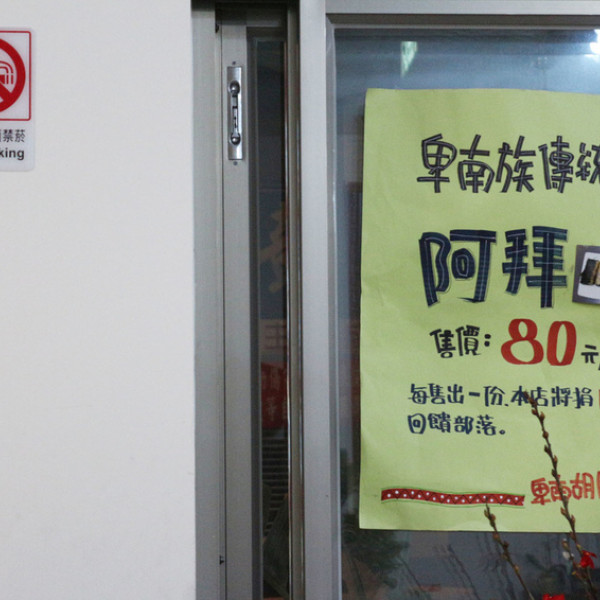 禁菸
king
卑南族傳統
阿拜
售價：80元
每售出一份，本店將捐
回饋部落。
卑南胡